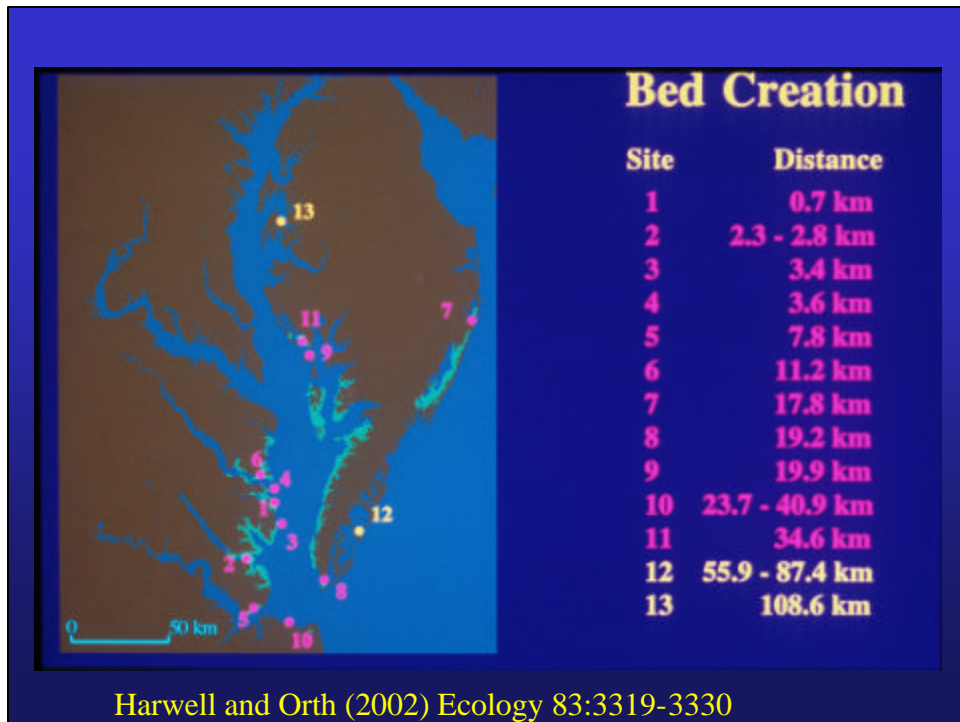 Bed Creation
Site Distance
1 0.7 km
2 2.3 - 2.8 km
3 3.4 km
4 3.6 km
5 7.8 km
6 11.2 km
7 17.8 km
8 19.2 km
9 19.9 km
10 23.7 - 40.9 km
11 34.6 km
12 55.9 - 87.4 km
13 108.6 km
13
7
11
9
6
4
1
12
3
2
8
5
10
0 50 km
Harwell and Orth (2002) Ecology 83:3319-3330